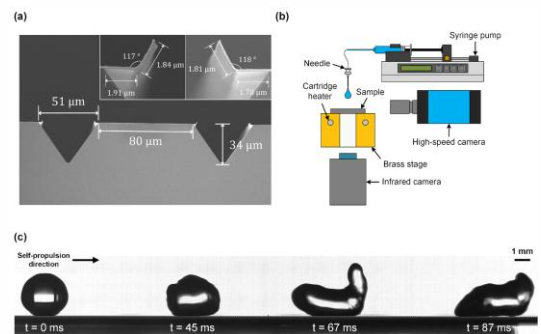 (a)
117 °
1.84 μm
1.91 μm
1.81 μm
118 °
1.78 μm
51 μm
80 μm
34 μm
(b)
Syringe pump
Needle
Cartridge
heater
Sample
High-speed
camera
Brass stage
Infrared camera
(c)
Self-propulsion
direction
1 mm
t = 0 ms
t = 45 ms
t = 67 ms
t = 87 ms